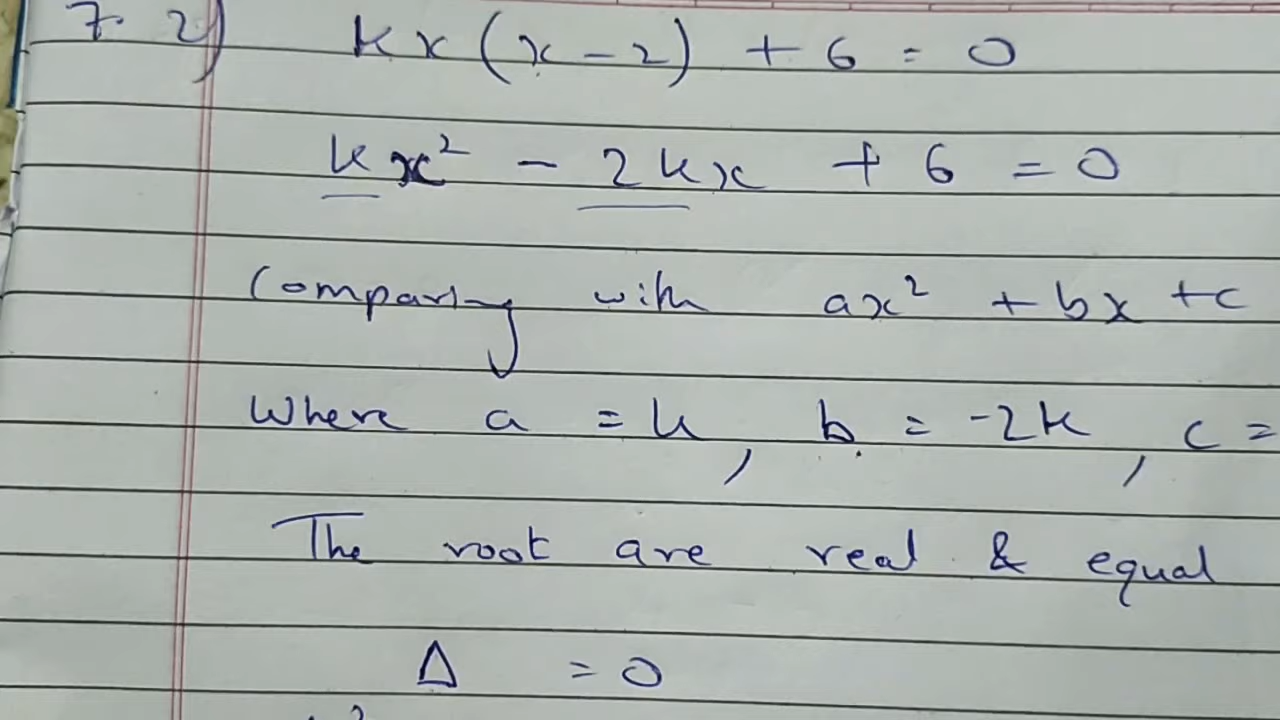 7. 2) kx(x-2) + 6 = 0
kx² - 2kx + 6 = 0
Comparing with ax² + bx + c
Where a = k, b = -2k, c =
The root are real & equal
Δ = 0